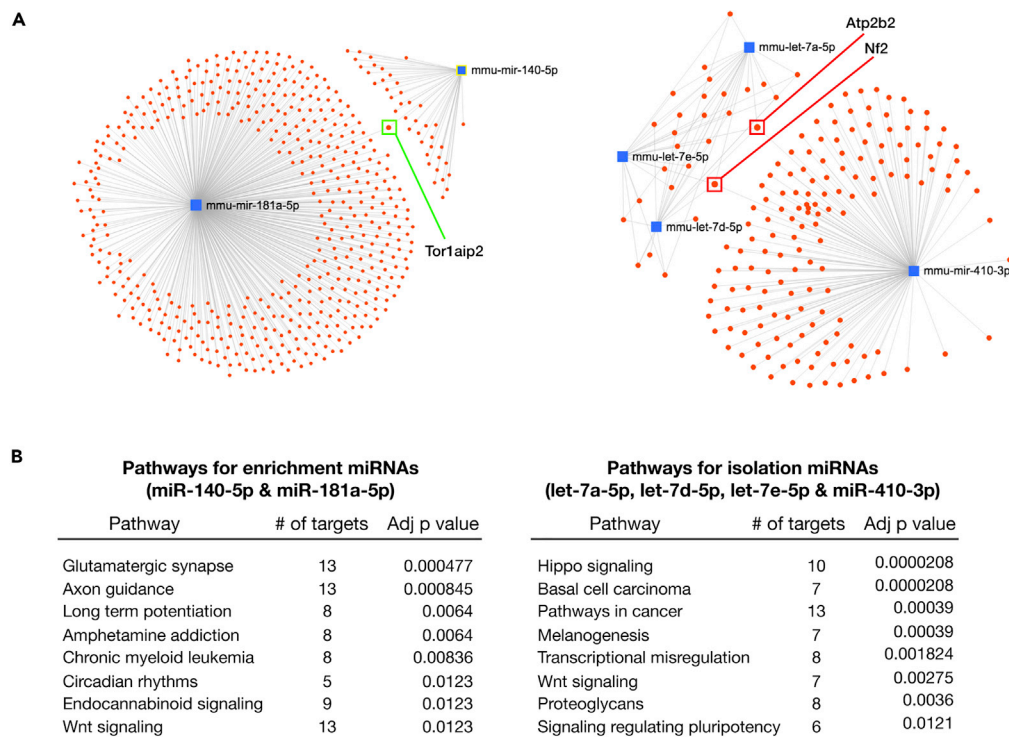 A
mmu-mir-140-5p
mmu-mir-181a-5p
Tor1aip2
Atp2b2
Nf2
mmu-let-7a-5p
mmu-let-7e-5p
mmu-let-7d-5p
mmu-mir-410-3p
B
Pathways for enrichment miRNAs
(miR-140-5p & miR-181a-5p)
Pathway # of targets Adj p value
Glutamatergic synapse 13 0.000477
Axon guidance 13 0.000845
Long term potentiation 8 0.0064
Amphetamine addiction 8 0.0064
Chronic myeloid leukemia 8 0.00836
Circadian rhythms 5 0.0123
Endocannabinoid signaling 9 0.0123
Wnt signaling 13 0.0123
Pathways for isolation miRNAs
(let-7a-5p, let-7d-5p, let-7e-5p & miR-410-3p)
Pathway # of targets Adj p value
Hippo signaling 10 0.0000208
Basal cell carcinoma 7 0.0000208
Pathways in cancer 13 0.00039
Melanogenesis 7 0.00039
Transcriptional misregulation 8 0.001824
Wnt signaling 7 0.00275
Proteoglycans 8 0.0036
Signaling regulating pluripotency 6 0.0121